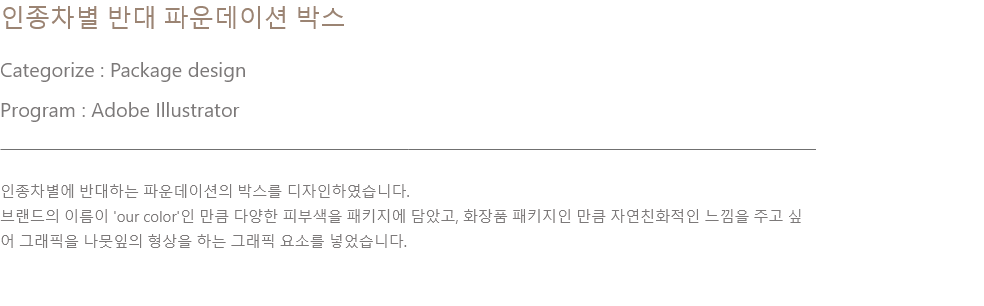 인종차별 반대 파운데이션 박스
Categorize : Package design
Program : Adobe Illustrator
인종차별에 반대하는 파운데이션의 박스를 디자인하였습니다.
브랜드의 이름이 'our color'인 만큼 다양한 피부색을 패키지에 담았고, 화장품 패키지인 만큼 자연친화적인 느낌을 주고 싶
어 그래픽을 나뭇잎의 형상을 하는 그래픽 요소를 넣었습니다.